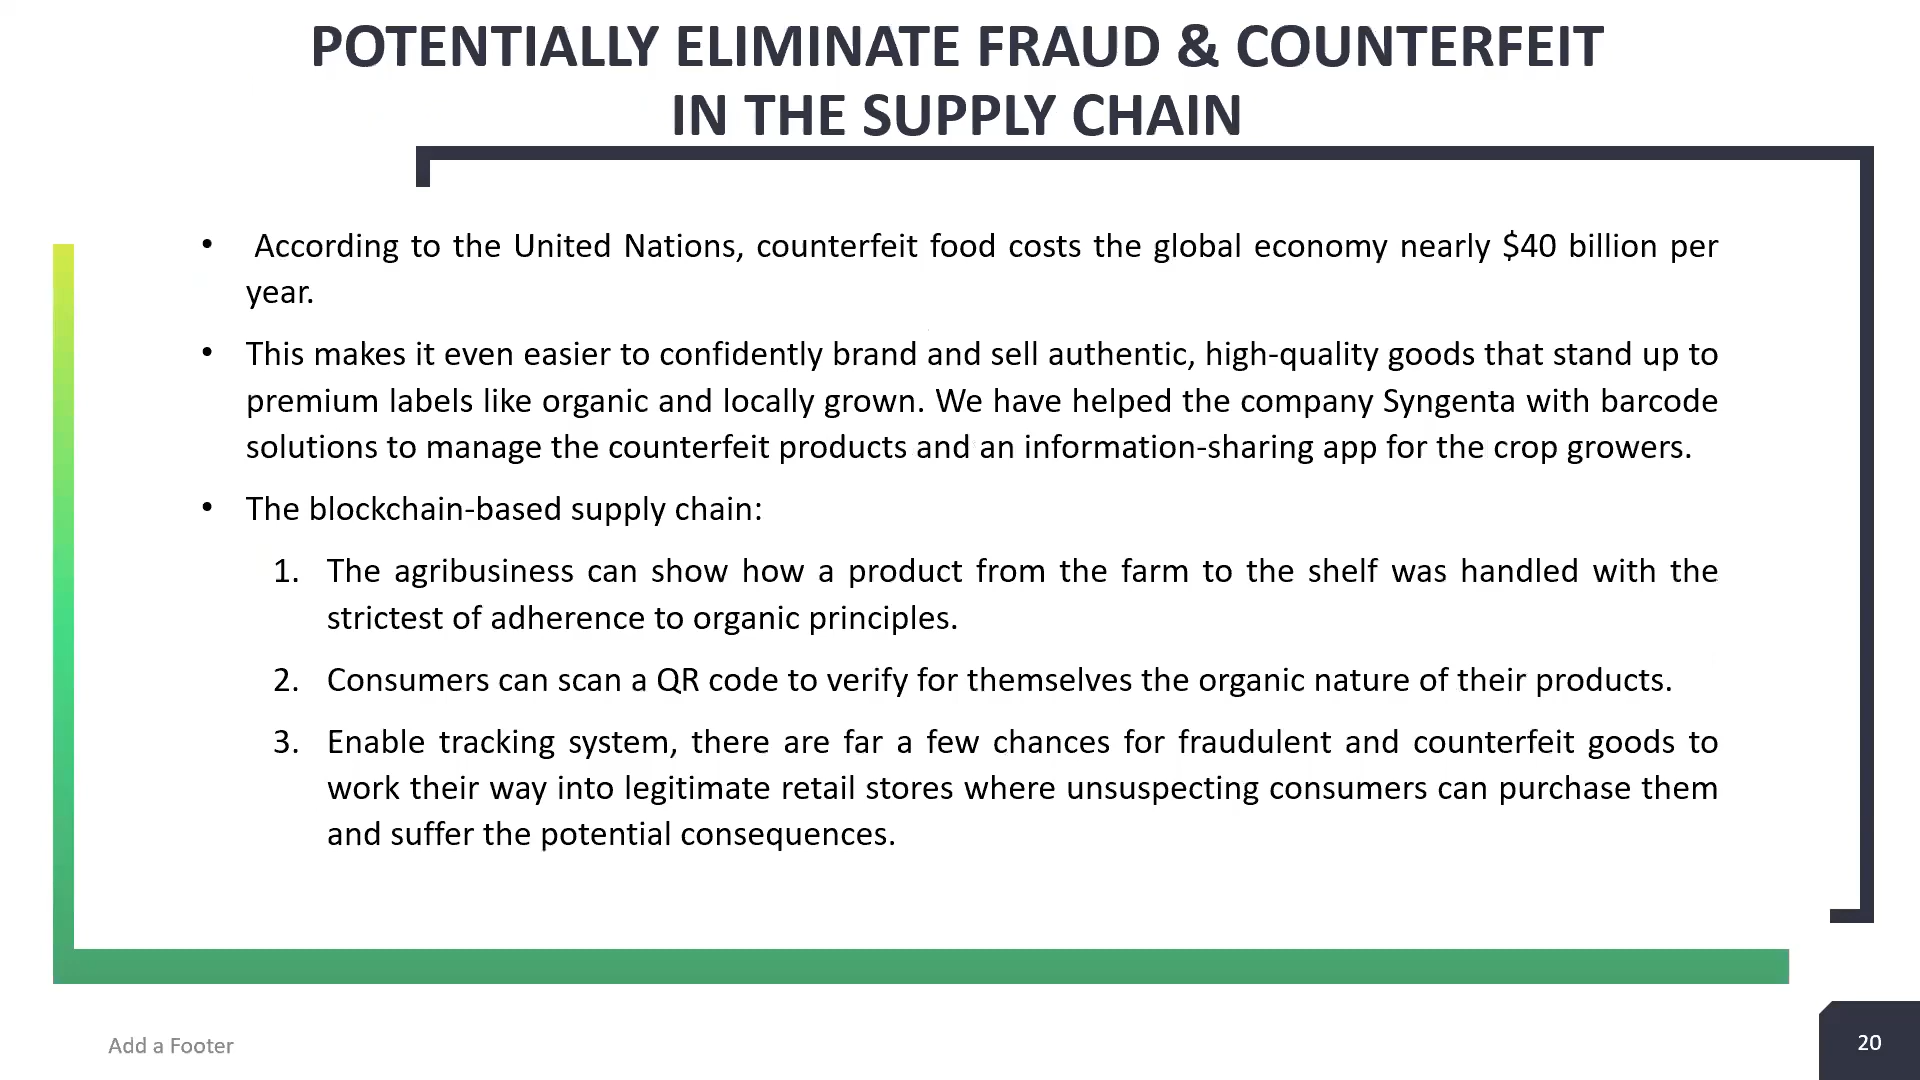 POTENTIALLY ELIMINATE FRAUD & COUNTERFEIT
IN THE SUPPLY CHAIN
• According to the United Nations, counterfeit food costs the global economy nearly $40 billion per
year.
• This makes it even easier to confidently brand and sell authentic, high-quality goods that stand up to
premium labels like organic and locally grown. We have helped the company Syngenta with barcode
solutions to manage the counterfeit products and an information-sharing app for the crop growers.
• The blockchain-based supply chain:
1. The agribusiness can show how a product from the farm to the shelf was handled with the
strictest of adherence to organic principles.
2. Consumers can scan a QR code to verify for themselves the organic nature of their products.
3. Enable tracking system, there are far a few chances for fraudulent and counterfeit goods to
work their way into legitimate retail stores where unsuspecting consumers can purchase them
and suffer the potential consequences.
Add a Footer
20